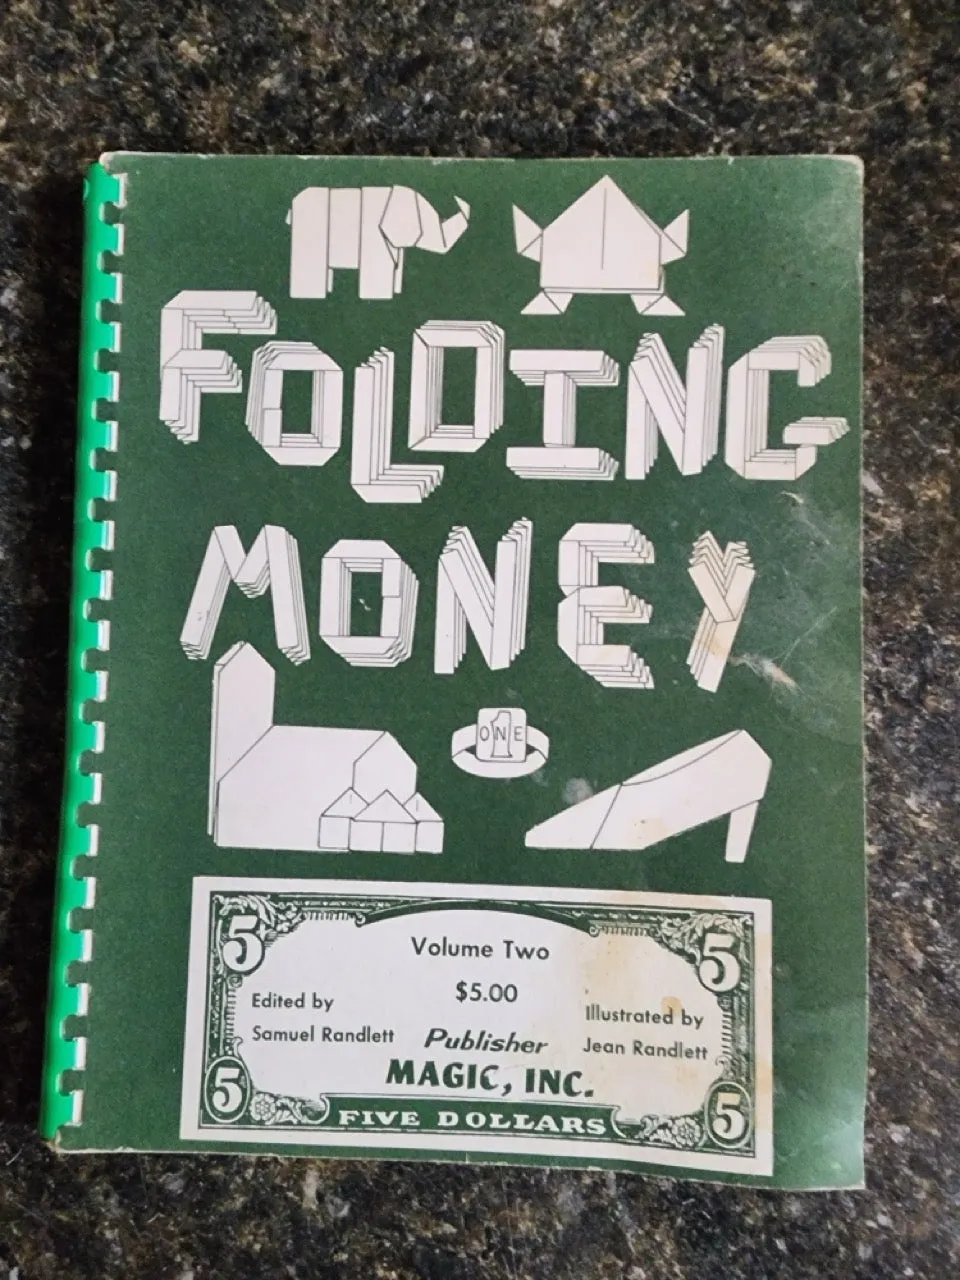 FOLDING
MONEY
ONE
1
5
5
Volume Two
$5.00
Edited by
Samuel Randlett
Illustrated by
Jean Randlett
Publisher
MAGIC, INC.
5
5
FIVE DOLLARS